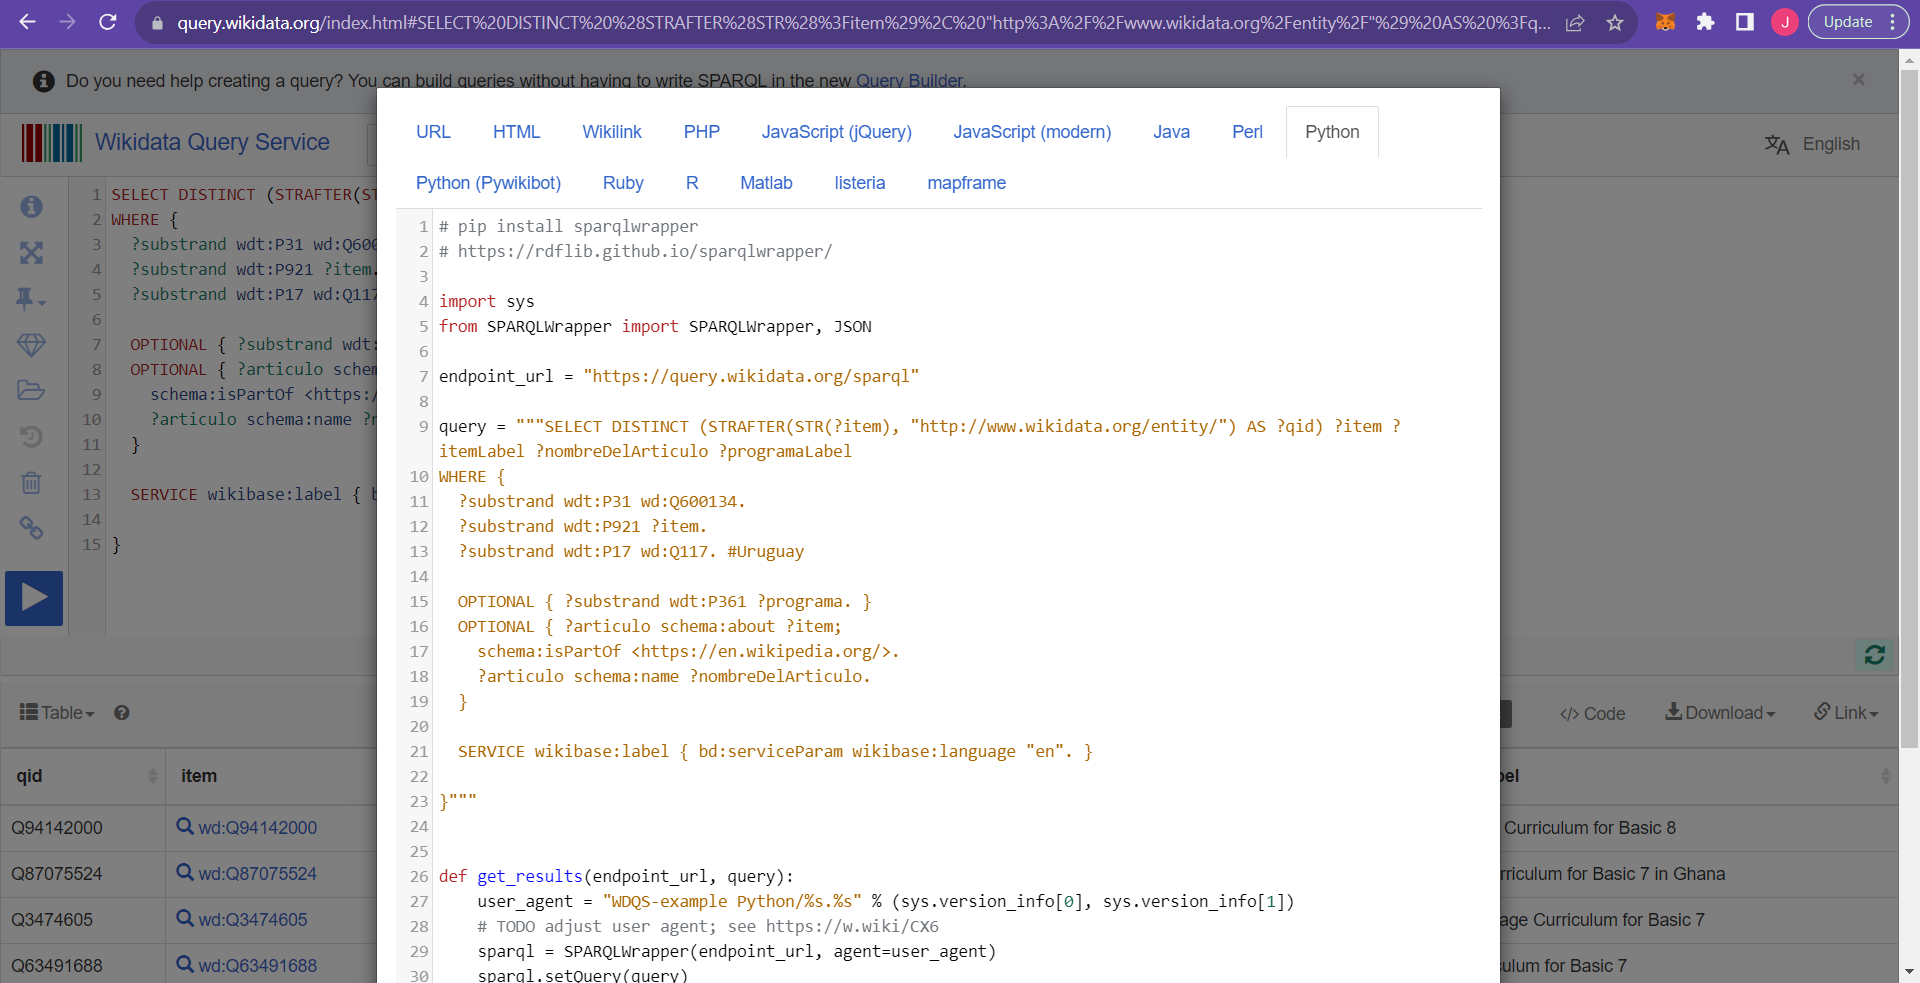 query.wikidata.org/index.html#SELECT%20DISTINCT%20%28STRAFTER%28STR%28%3Fitem%29%2C%20"http%3A%2F%2Fwww.wikidata.org%2Fentity%2F"%29%20AS%20%3Fq...
J
Update
Do you need help creating a query? You can build queries without having to write SPARQL in the new Query Builder.
Wikidata Query Service
English
1 SELECT DISTINCT (STRAFTER(ST
2 WHERE {
3 ?substrand wdt:P31 wd:Q600
4 ?substrand wdt:P921 ?item.
5 ?substrand wdt:P17 wd:Q117
6
7 OPTIONAL { ?substrand wdt:
8 OPTIONAL { ?articulo schem
9 schema:isPartOf <https:/
10 ?articulo schema:name ?n
11 }
12
13 SERVICE wikibase:label { b
14
15 }
URL HTML Wikilink PHP JavaScript (jQuery) JavaScript (modern) Java Perl Python
Python (Pywikibot) Ruby R Matlab listeria mapframe
1 # pip install sparqlwrapper
2 # https://rdflib.github.io/sparqlwrapper/
3
4 import sys
5 from SPARQLWrapper import SPARQLWrapper, JSON
6
7 endpoint_url = "https://query.wikidata.org/sparql"
8
9 query = """SELECT DISTINCT (STRAFTER(STR(?item), "http://www.wikidata.org/entity/") AS ?qid) ?item ?
itemLabel ?nombreDelArticulo ?programaLabel
10 WHERE {
11 ?substrand wdt:P31 wd:Q600134.
12 ?substrand wdt:P921 ?item.
13 ?substrand wdt:P17 wd:Q117. #Uruguay
14
15 OPTIONAL { ?substrand wdt:P361 ?programa. }
16 OPTIONAL { ?articulo schema:about ?item;
17 schema:isPartOf <https://en.wikipedia.org/>.
18 ?articulo schema:name ?nombreDelArticulo.
19 }
20
21 SERVICE wikibase:label { bd:serviceParam wikibase:language "en". }
22
23 }"""
24
25
26 def get_results(endpoint_url, query):
27 user_agent = "WDQS-example Python/%s.%s" % (sys.version_info[0], sys.version_info[1])
28 # TODO adjust user agent; see https://w.wiki/CX6
29 sparql = SPARQLWrapper(endpoint_url, agent=user_agent)
30 sparql.setQuery(query)
Table
</> Code Download Link
qid item
bel
Q94142000 wd:Q94142000
Curriculum for Basic 8
Q87075524 wd:Q87075524
rriculum for Basic 7 in Ghana
Q3474605 wd:Q3474605
age Curriculum for Basic 7
Q63491688 wd:Q63491688
ulum for Basic 7